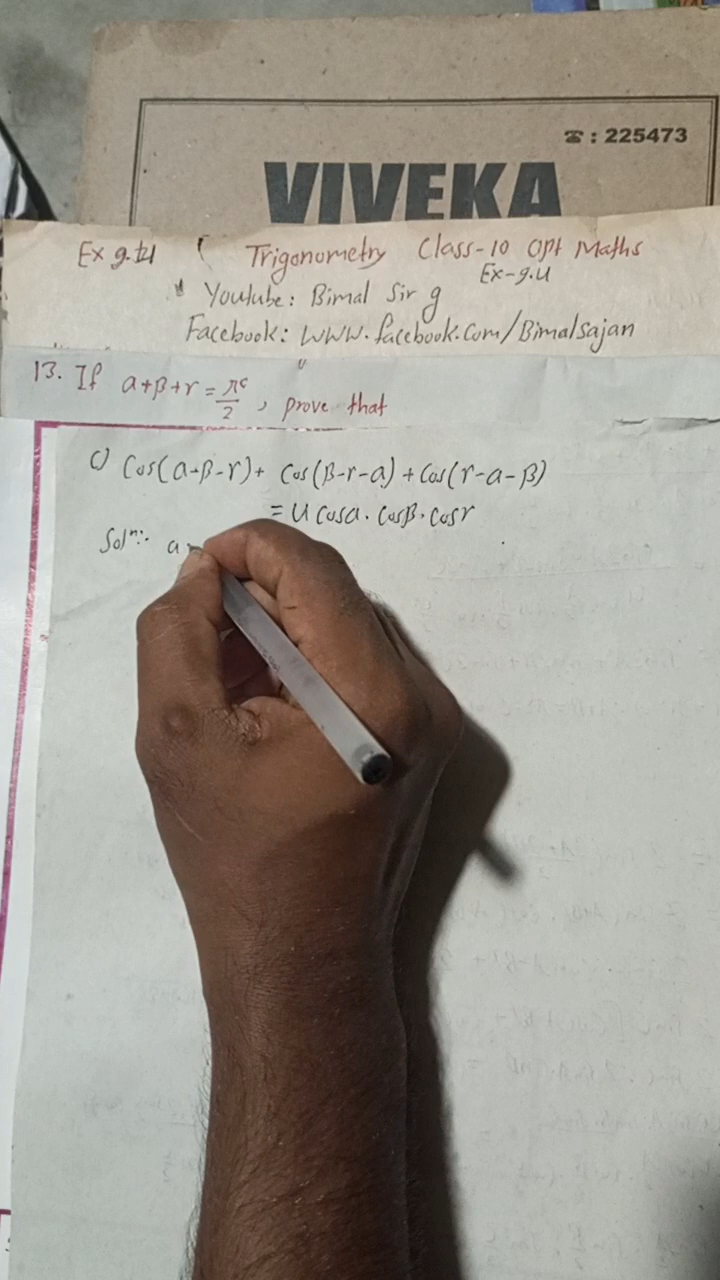 ☎ : 225473
VIVEKA
Ex 9.4 ( Trigonometry Class-10 opt Maths
Ex-9.4
Youtube: Bimal Sir g
Facebook: www.facebook.com/Bimalsajan
13. If α+β+γ = π^c/2, prove that
c) Cos(α+β-γ)+ Cos(β-γ-α)+Cos(γ-α-β)
= 4 Cosα. Cosβ. Cosγ
Solⁿ:- α